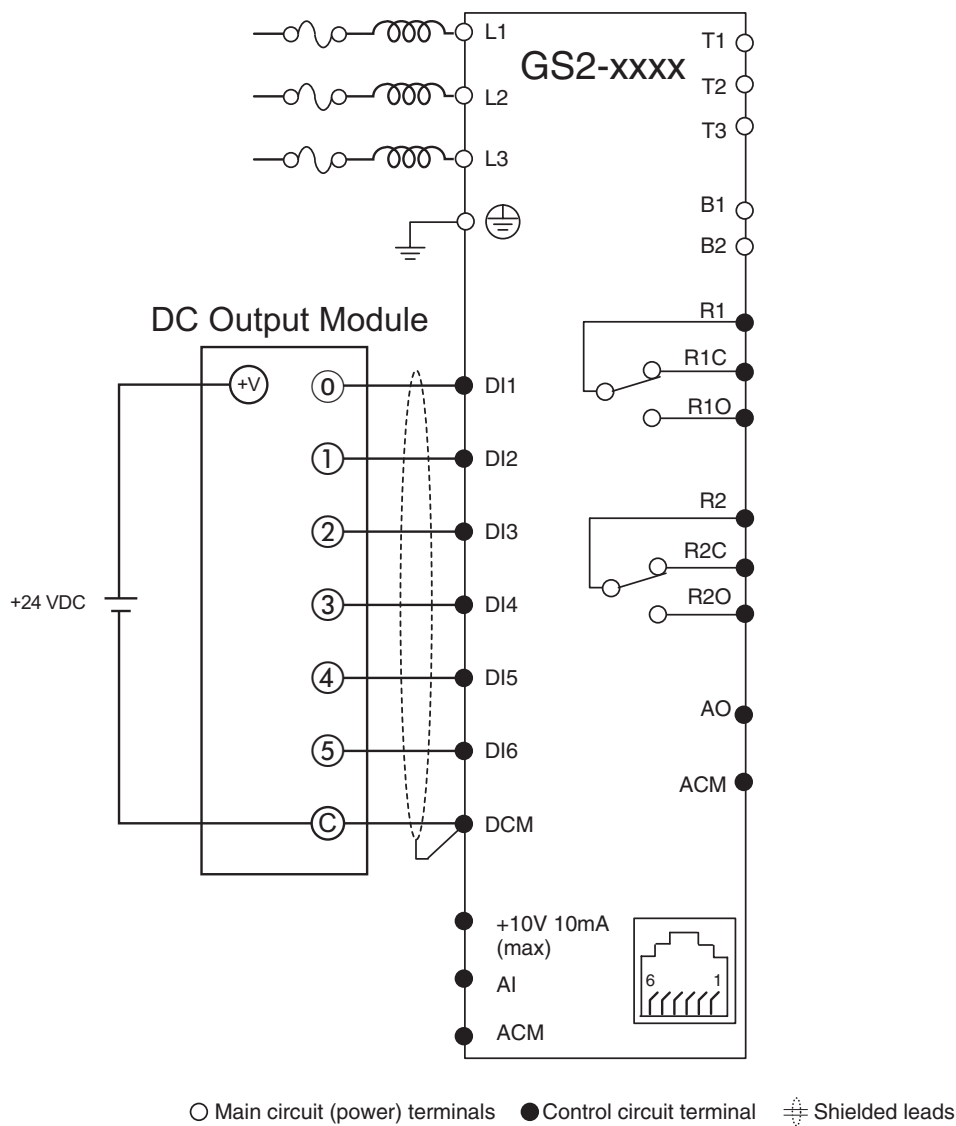 L1
GS2-xxxx
T1
L2
T2
T3
L3
B1
B2
DC Output Module
R1
+V
0
DI1
R1C
R1O
1
DI2
R2
2
DI3
R2C
+24 VDC
3
DI4
R2O
4
DI5
AO
5
DI6
ACM
C
DCM
+10V 10mA
(max)
6 1
AI
ACM
Main circuit (power) terminals
Control circuit terminal
Shielded leads